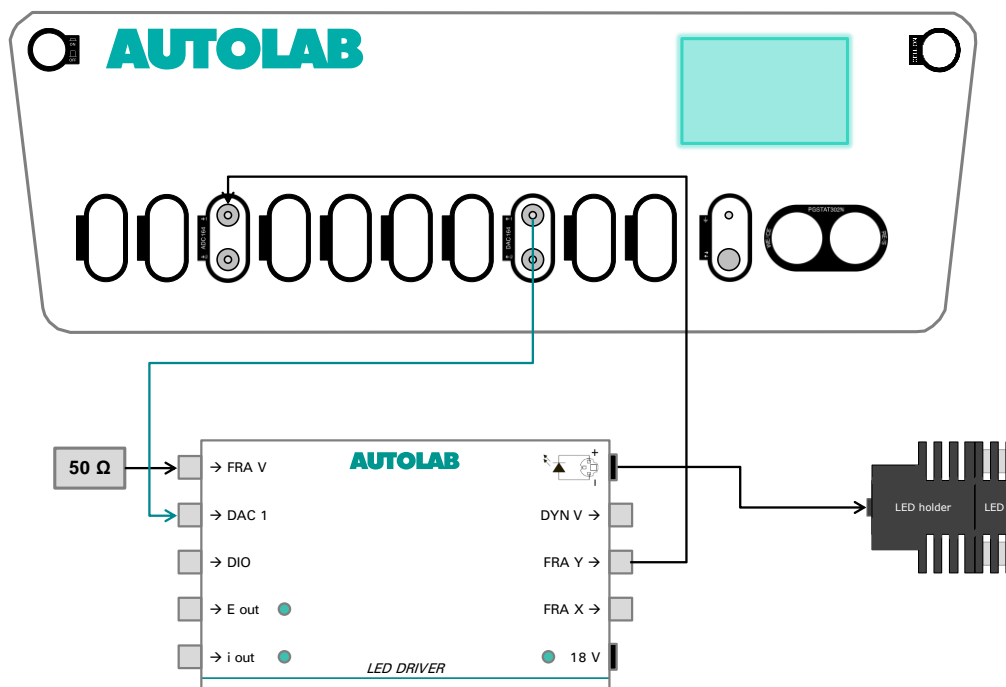 AUTOLAB
ADC164
DAC164
PGSTAT302N
50 Ω
→ FRA V
→ DAC 1
→ DIO
→ E out
→ i out
AUTOLAB
+
–
DYN V →
FRA Y →
FRA X →
18 V
LED DRIVER
LED holder
LED